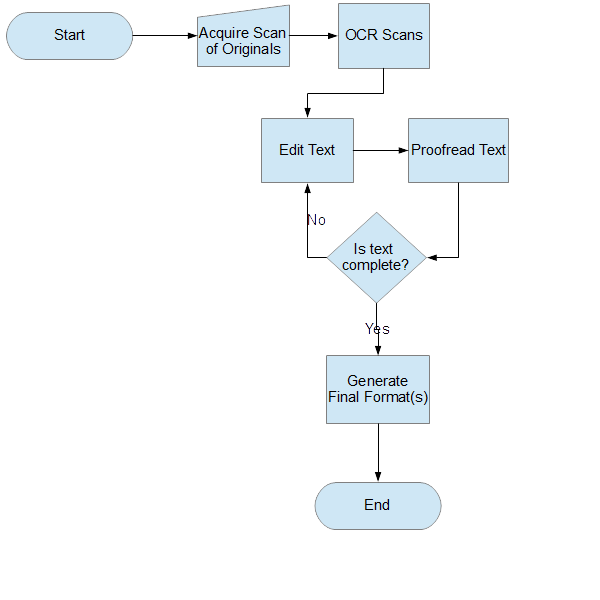 Start
Acquire Scan
of Originals
OCR Scans
Edit Text
Proofread Text
No
Is text
complete?
Yes
Generate
Final Format(s)
End